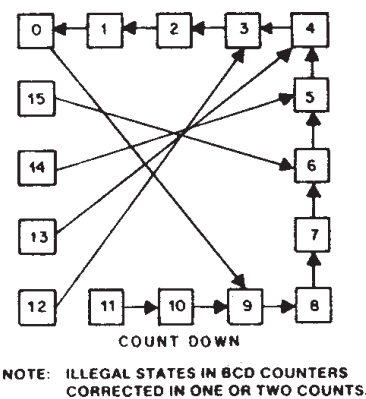 0 1 2 3 4
15 5
14 6
13 7
12 11 10 9 8
COUNT DOWN
NOTE: ILLEGAL STATES IN BCD COUNTERS
CORRECTED IN ONE OR TWO COUNTS.